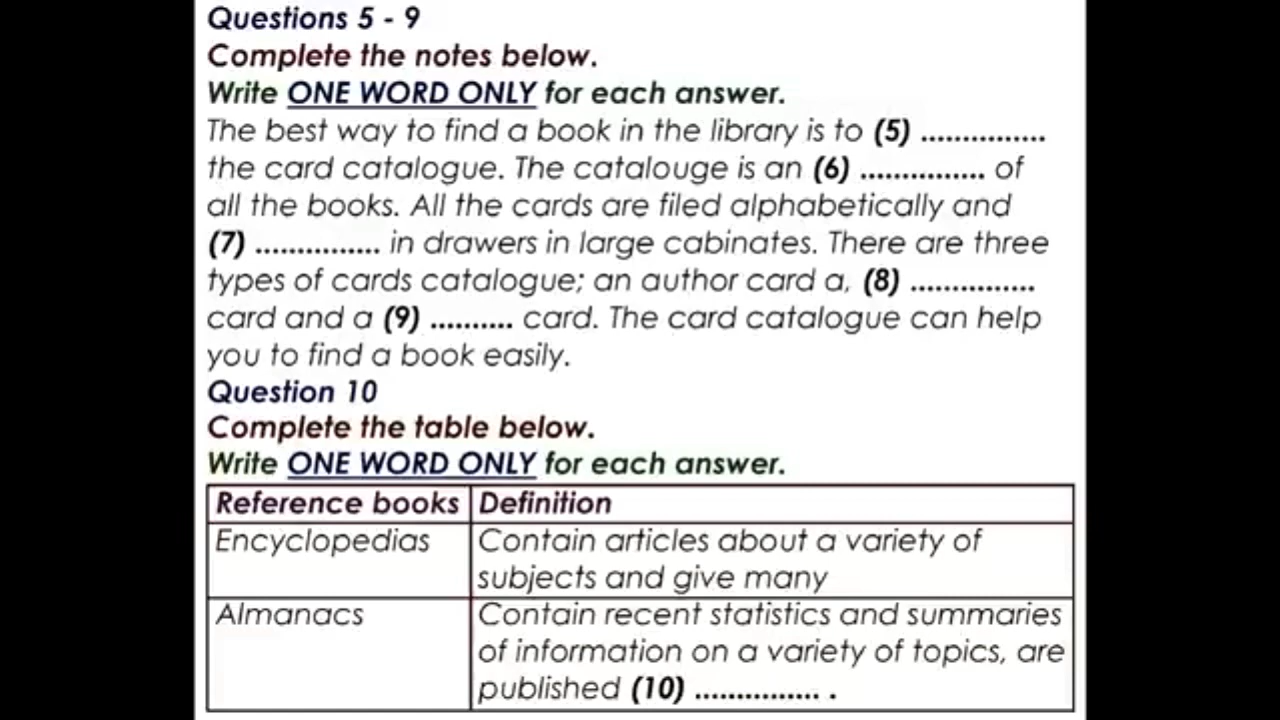 Questions 5 - 9
Complete the notes below.
Write ONE WORD ONLY for each answer.
The best way to find a book in the library is to (5) ...............
the card catalogue. The catalouge is an (6) ............... of
all the books. All the cards are filed alphabetically and
(7) ............... in drawers in large cabinates. There are three
types of cards catalogue; an author card a, (8) ...............
card and a (9) .......... card. The card catalogue can help
you to find a book easily.
Question 10
Complete the table below.
Write ONE WORD ONLY for each answer.
Reference books Definition
Encyclopedias Contain articles about a variety of
subjects and give many
Almanacs Contain recent statistics and summaries
of information on a variety of topics, are
published (10) ............... .